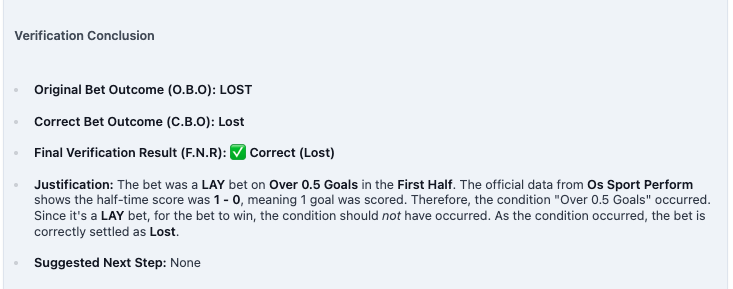 Verification Conclusion
Original Bet Outcome (O.B.O): LOST
Correct Bet Outcome (C.B.O): Lost
Final Verification Result (F.N.R): ✅ Correct (Lost)
Justification: The bet was a LAY bet on Over 0.5 Goals in the First Half. The official data from Os Sport Perform
shows the half-time score was 1 - 0, meaning 1 goal was scored. Therefore, the condition "Over 0.5 Goals" occurred.
Since it's a LAY bet, for the bet to win, the condition should not have occurred. As the condition occurred, the bet is
correctly settled as Lost.
Suggested Next Step: None